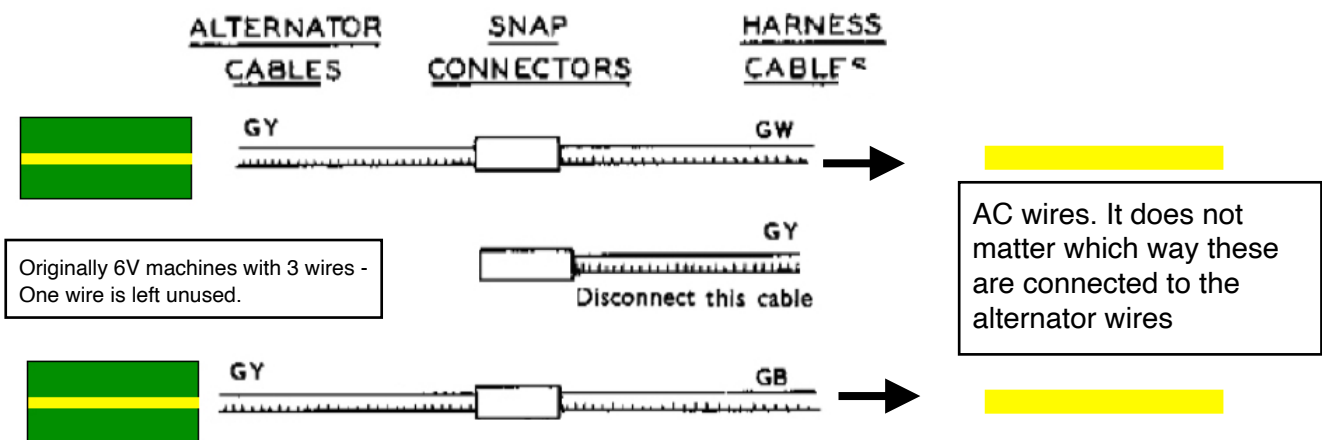 ALTERNATOR SNAP HARNESS
CABLES CONNECTORS CABLES
GY GW
AC wires. It does not
matter which way these
are connected to the
alternator wires
GY
Originally 6V machines with 3 wires -
One wire is left unused.
Disconnect this cable
GY GB